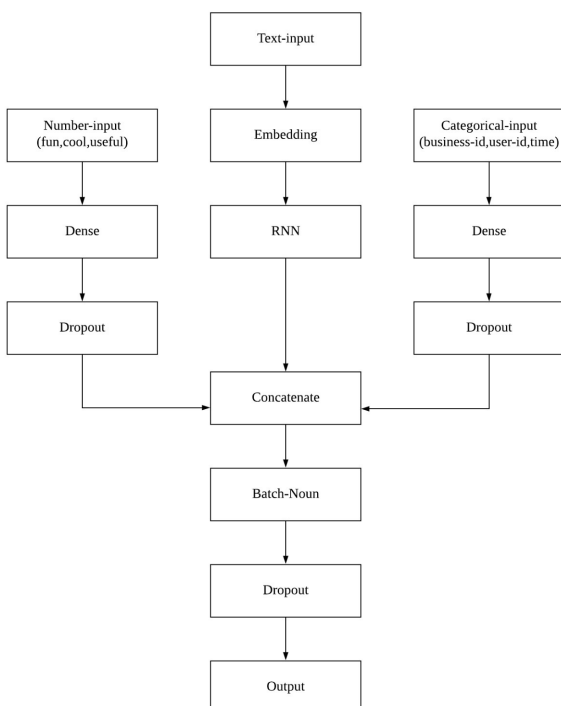 Text-input
Number-input
(fun,cool,useful)
Embedding
Categorical-input
(business-id,user-id,time)
Dense
RNN
Dense
Dropout
Dropout
Concatenate
Batch-Noun
Dropout
Output